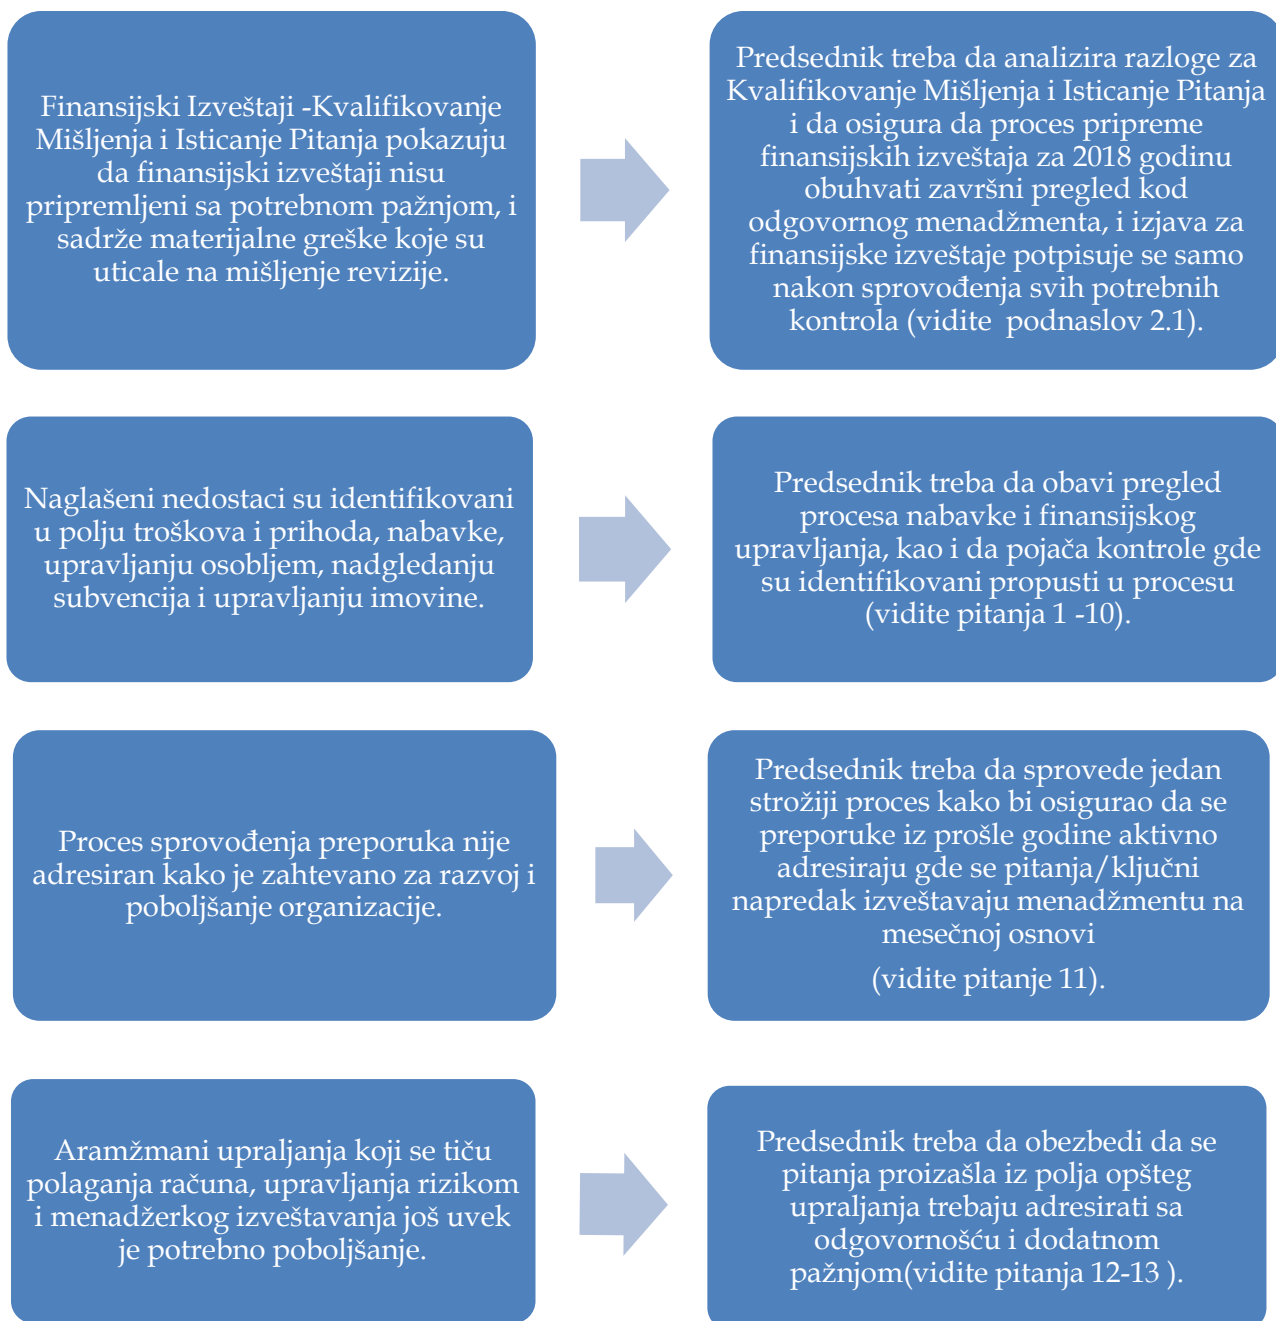 Finansijski Izveštaji -Kvalifikovanje
Mišljenja i Isticanje Pitanja pokazuju
da finansijski izveštaji nisu
pripremljeni sa potrebnom pažnjom, i
sadrže materijalne greške koje su
uticale na mišljenje revizije.
Predsednik treba da analizira razloge za
Kvalifikovanje Mišljenja i Isticanje Pitanja
i da osigura da proces pripreme
finansijskih izveštaja za 2018 godinu
obuhvati završni pregled kod
odgovornog menadžmenta, i izjava za
finansijske izveštaje potpisuje se samo
nakon sprovođenja svih potrebnih
kontrola (vidite podnaslov 2.1).
Naglašeni nedostaci su identifikovani
u polju troškova i prihoda, nabavke,
upravljanju osobljem, nadgledanju
subvencija i upravljanju imovine.
Predsednik treba da obavi pregled
procesa nabavke i finansijskog
upravljanja, kao i da pojača kontrole gde
su identifikovani propusti u procesu
(vidite pitanja 1 -10).
Proces sprovođenja preporuka nije
adresiran kako je zahtevano za razvoj i
poboljšanje organizacije.
Predsednik treba da sprovede jedan
strožiji proces kako bi osigurao da se
preporuke iz prošle godine aktivno
adresiraju gde se pitanja/ključni
napredak izveštavaju menadžmentu na
mesečnoj osnovi
(vidite pitanje 11).
Aramžmani upraljanja koji se tiču
polaganja računa, upravljanja rizikom
i menadžerkog izveštavanja još uvek
je potrebno poboljšanje.
Predsednik treba da obezbedi da se
pitanja proizašla iz polja opšteg
upraljanja trebaju adresirati sa
odgovornošću i dodatnom
pažnjom(vidite pitanja 12-13 ).